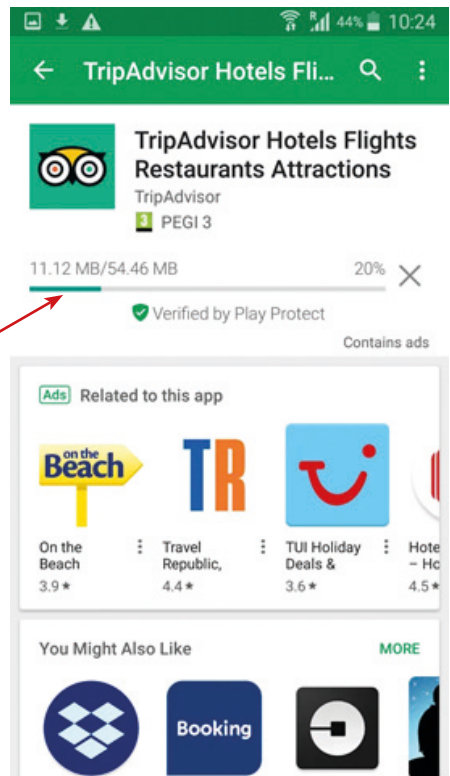 R 44% 10:24
TripAdvisor Hotels Fli...
TripAdvisor Hotels Flights
Restaurants Attractions
TripAdvisor
3 PEGI 3
11.12 MB/54.46 MB 20%
Verified by Play Protect
Contains ads
Ads Related to this app
on the
Beach
TR
On the
Beach
3.9★
Travel
Republic,
4.4★
TUI Holiday
Deals &
3.6★
Hote
– Ho
4.5★
You Might Also Like MORE
Booking